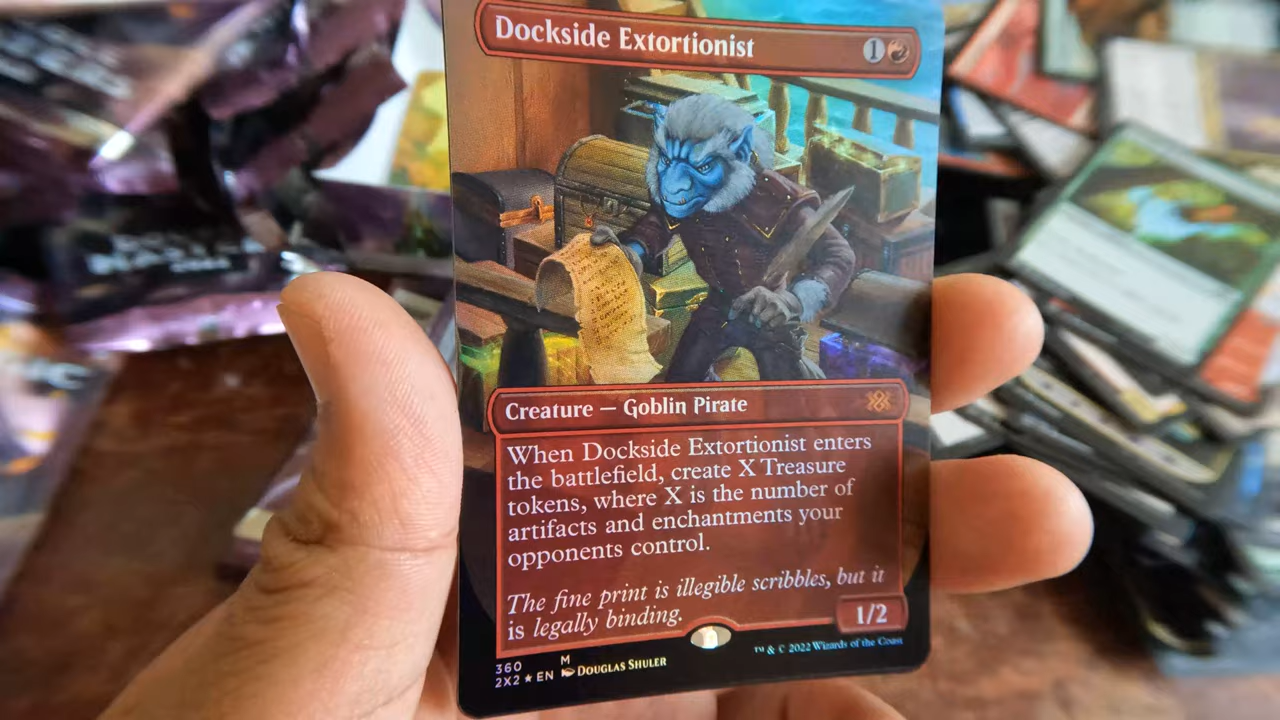 Dockside Extortionist 1
Creature — Goblin Pirate
When Dockside Extortionist enters
the battlefield, create X Treasure
tokens, where X is the number of
artifacts and enchantments your
opponents control.
The fine print is illegible scribbles, but it
is legally binding.
1/2
360 M
2X2 ★ EN DOUGLAS SHULER
™ & © 2022 Wizards of the Coast